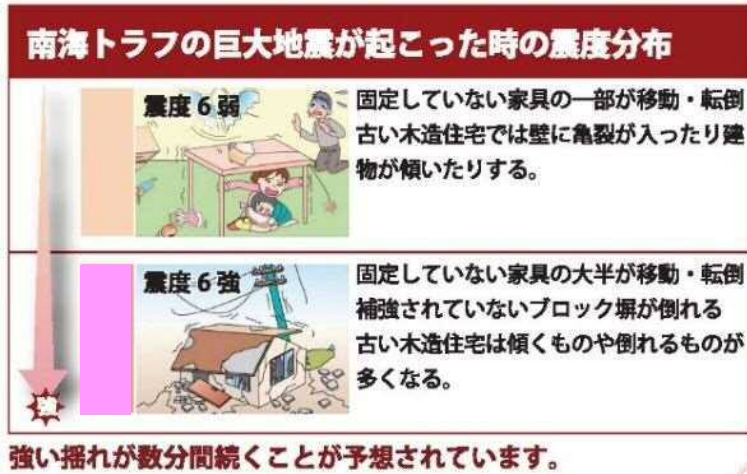 南海トラフの巨大地震が起こった時の震度分布
震度6弱
固定していない家具の一部が移動・転倒
古い木造住宅では壁に亀裂が入ったり建
物が傾いたりする。
震度6強
固定していない家具の大半が移動・転倒
補強されていないブロック塀が倒れる
古い木造住宅は傾くものや倒れるものが
多くなる。
強
強い揺れが数分間続くことが予想されています。